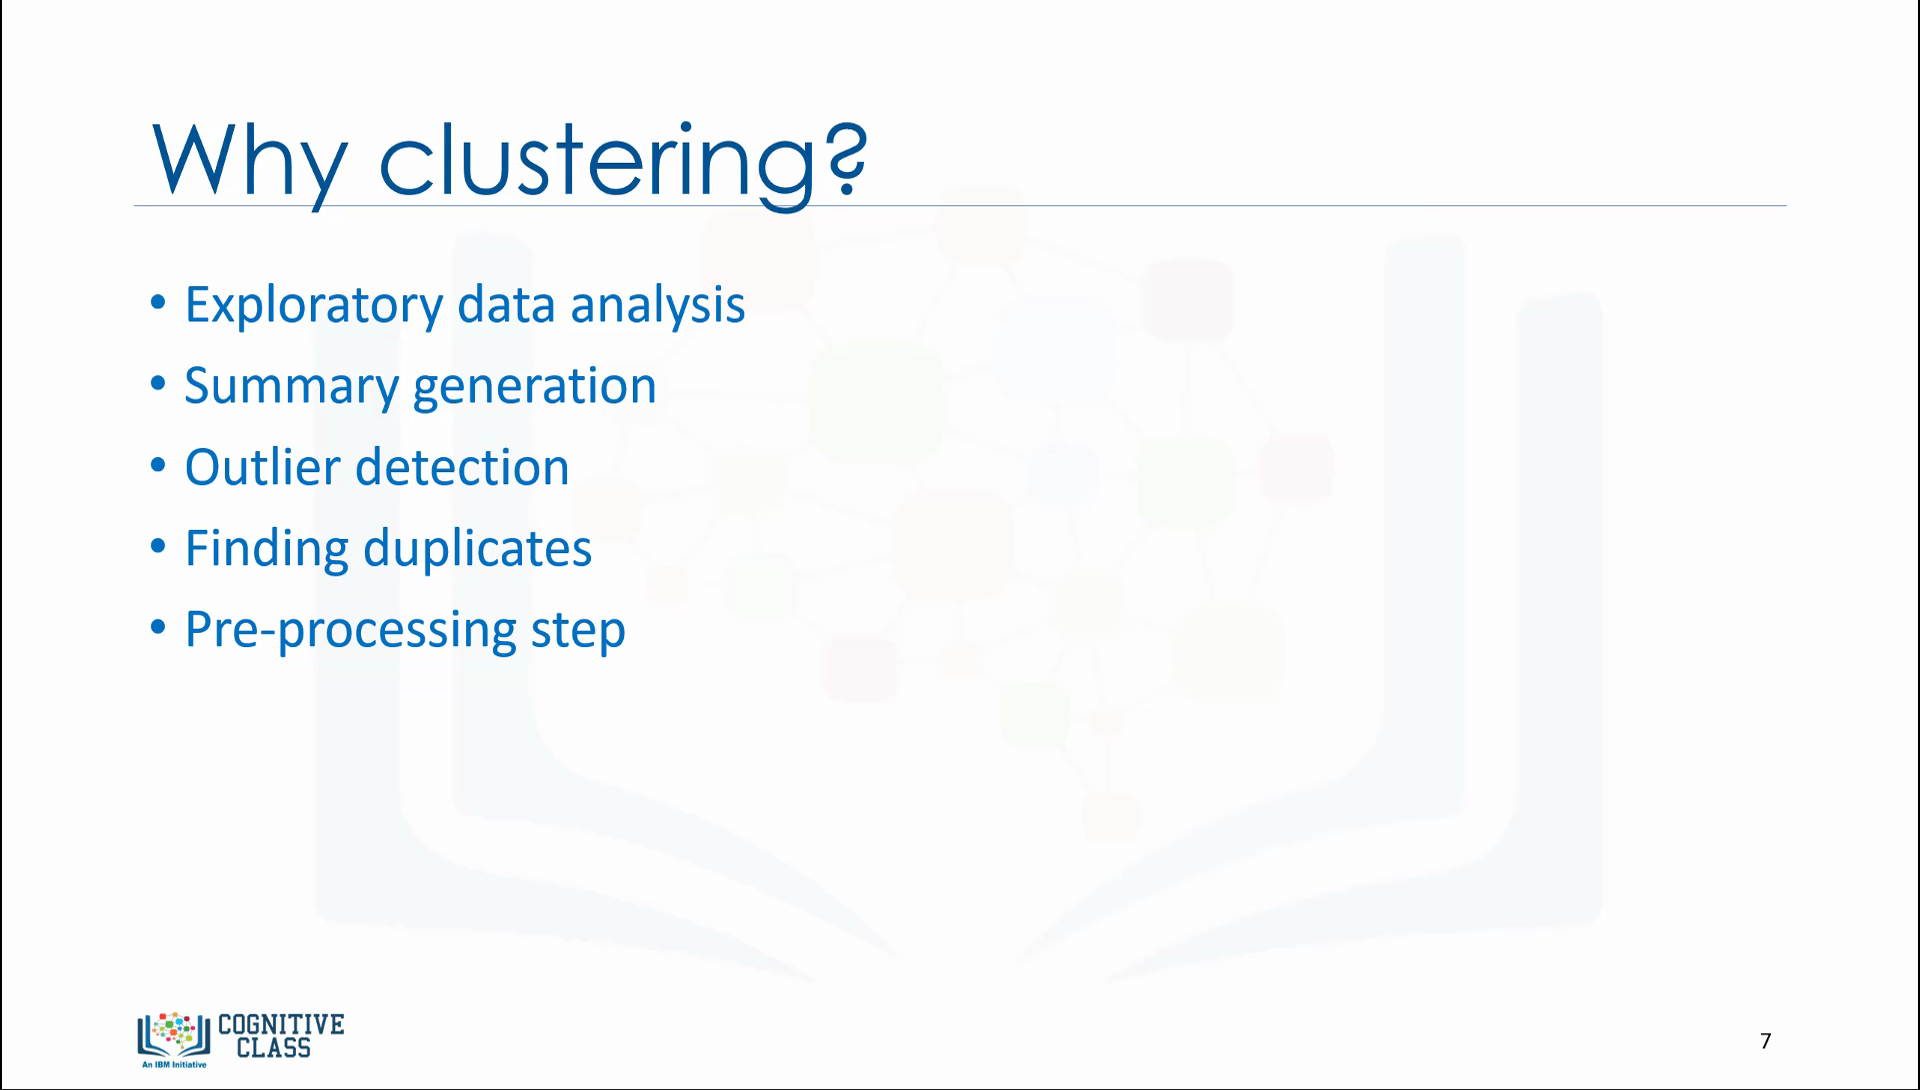 Why clustering?
• Exploratory data analysis
• Summary generation
• Outlier detection
• Finding duplicates
• Pre-processing step
COGNITIVE
CLASS
An IBM Initiative
7